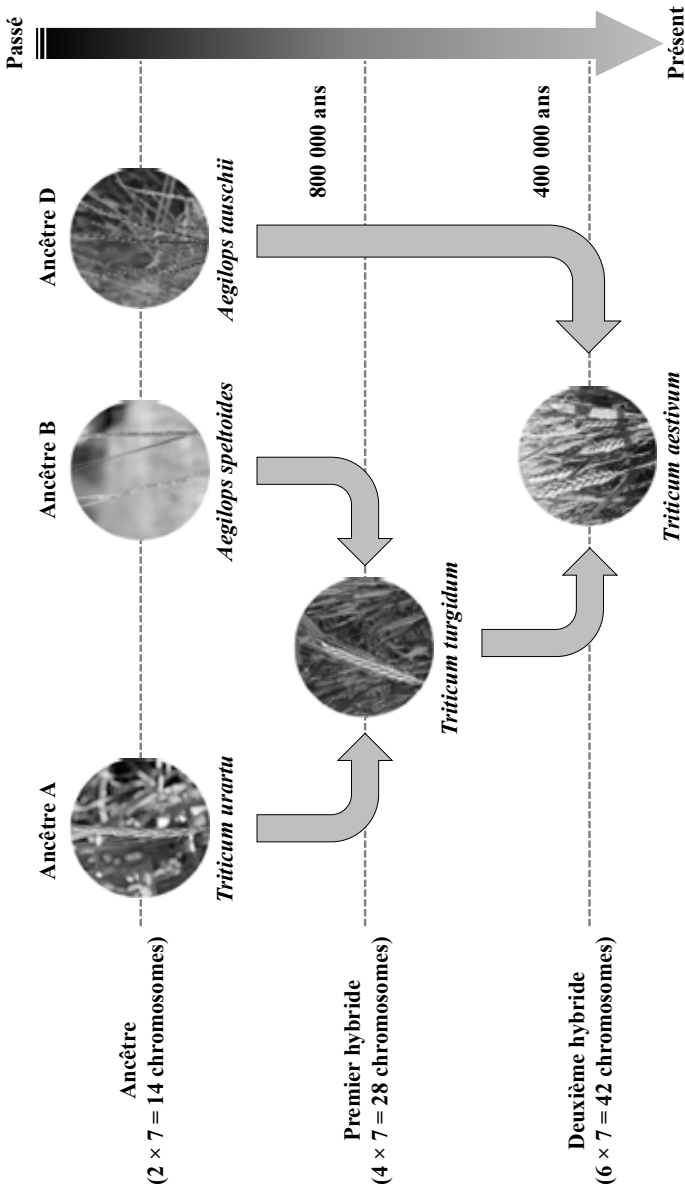 Passé
Ancêtre A
Ancêtre B
Ancêtre D
Ancêtre
(2 × 7 = 14 chromosomes)
Triticum urartu
Aegilops speltoides
Aegilops tauschii
800 000 ans
Premier hybride
(4 × 7 = 28 chromosomes)
Triticum turgidum
400 000 ans
Deuxième hybride
(6 × 7 = 42 chromosomes)
Triticum aestivum
Présent